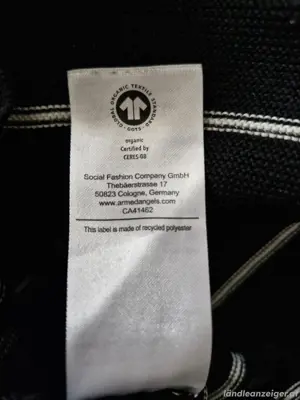 GLOBAL ORGANIC TEXTILE STANDARD
· GOTS ·
organic
Certified by
CERES-08
Social Fashion Company GmbH
Thebäerstrasse 17
50823 Cologne, Germany
www.armedangels.com
CA41462
This label is made of recycled polyester
ländleanzeiger.at